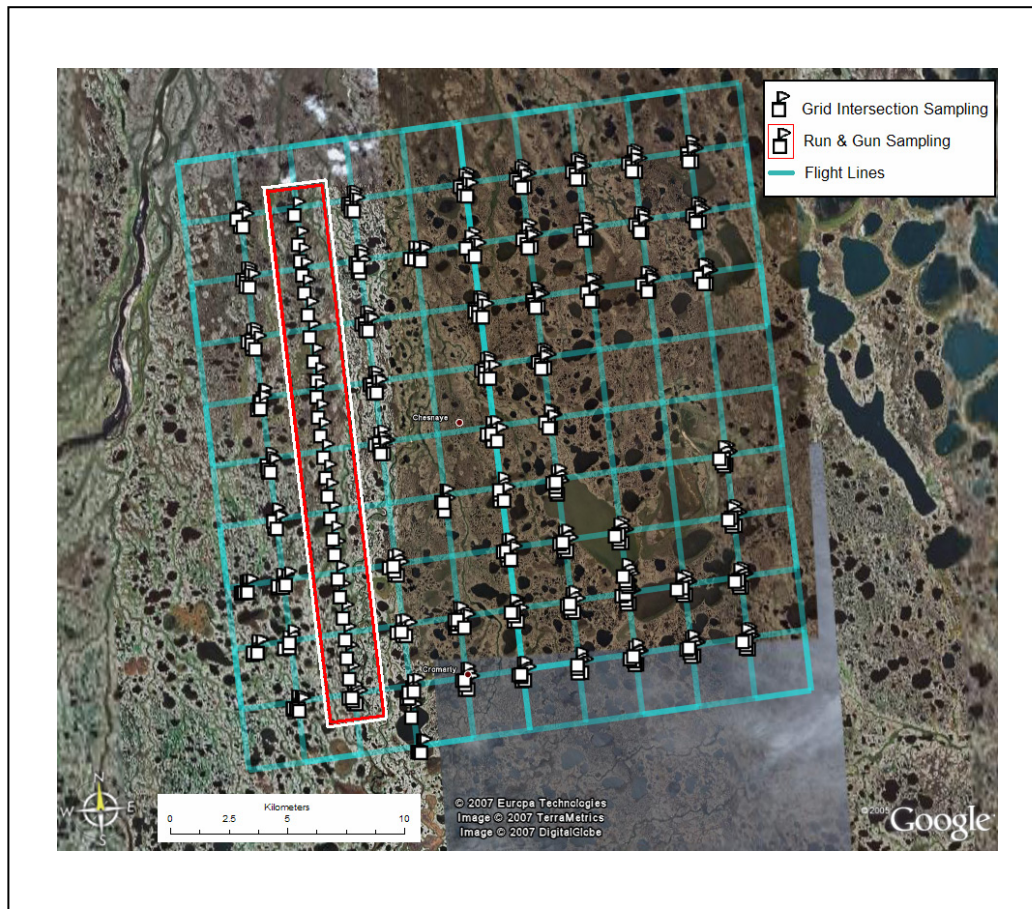 Grid Intersection Sampling
Run & Gun Sampling
Flight Lines
Chesnaye
Cromerty
N
W
E
S
Kilometers
0 2.5 5 10
© 2007 Europa Technologies
Image © 2007 TerraMetrics
Image © 2007 DigitalGlobe
©2005 Google